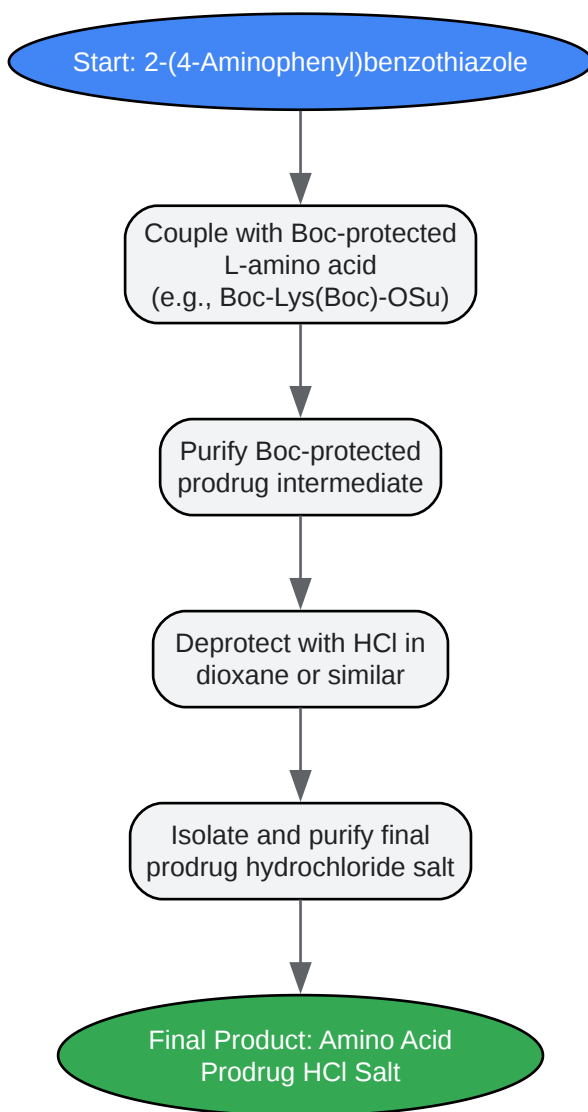 Start: 2-(4-Aminophenyl)benzothiazole
Couple with Boc-protected
L-amino acid
(e.g., Boc-Lys(Boc)-OSu)
Purify Boc-protected
prodrug intermediate
Deprotect with HCl in
dioxane or similar
Isolate and purify final
prodrug hydrochloride salt
Final Product: Amino Acid
Prodrug HCl Salt